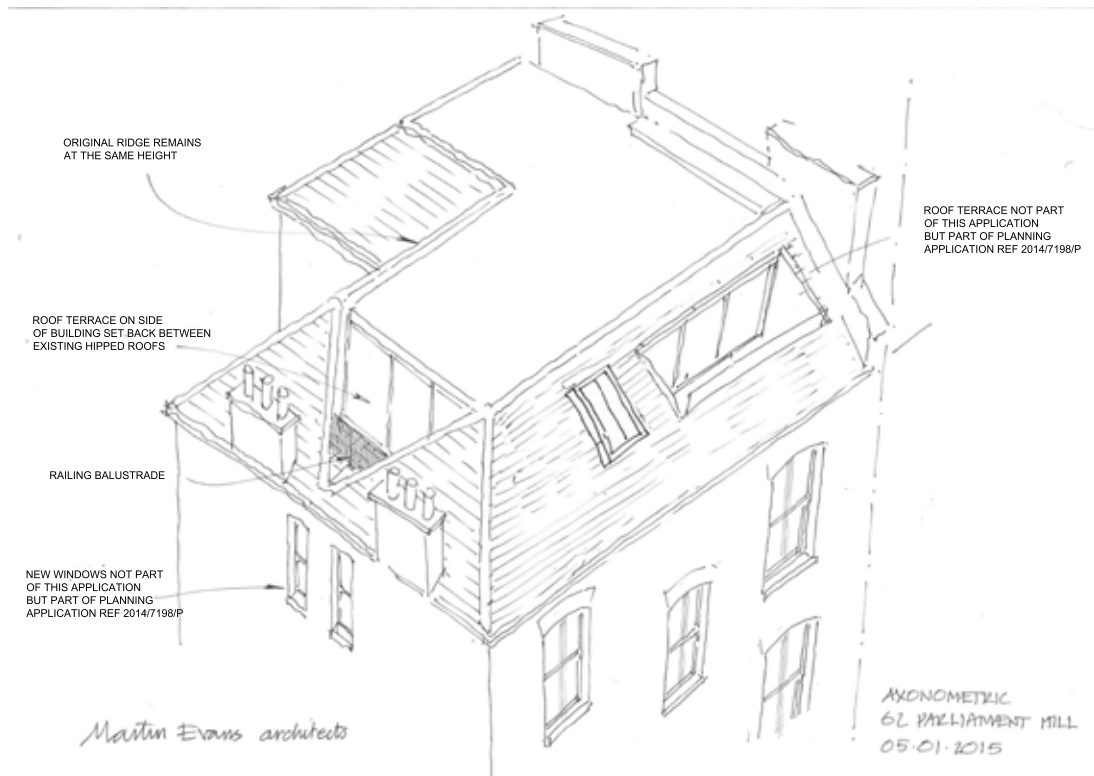 ORIGINAL RIDGE REMAINS
AT THE SAME HEIGHT
ROOF TERRACE NOT PART
OF THIS APPLICATION
BUT PART OF PLANNING
APPLICATION REF 2014/7198/P
ROOF TERRACE ON SIDE
OF BUILDING SET BACK BETWEEN
EXISTING HIPPED ROOFS
RAILING BALUSTRADE
NEW WINDOWS NOT PART
OF THIS APPLICATION
BUT PART OF PLANNING
APPLICATION REF 2014/7198/P
Martin Evans architects
AXONOMETRIC
62 PARLIAMENT HILL
05.01.2015